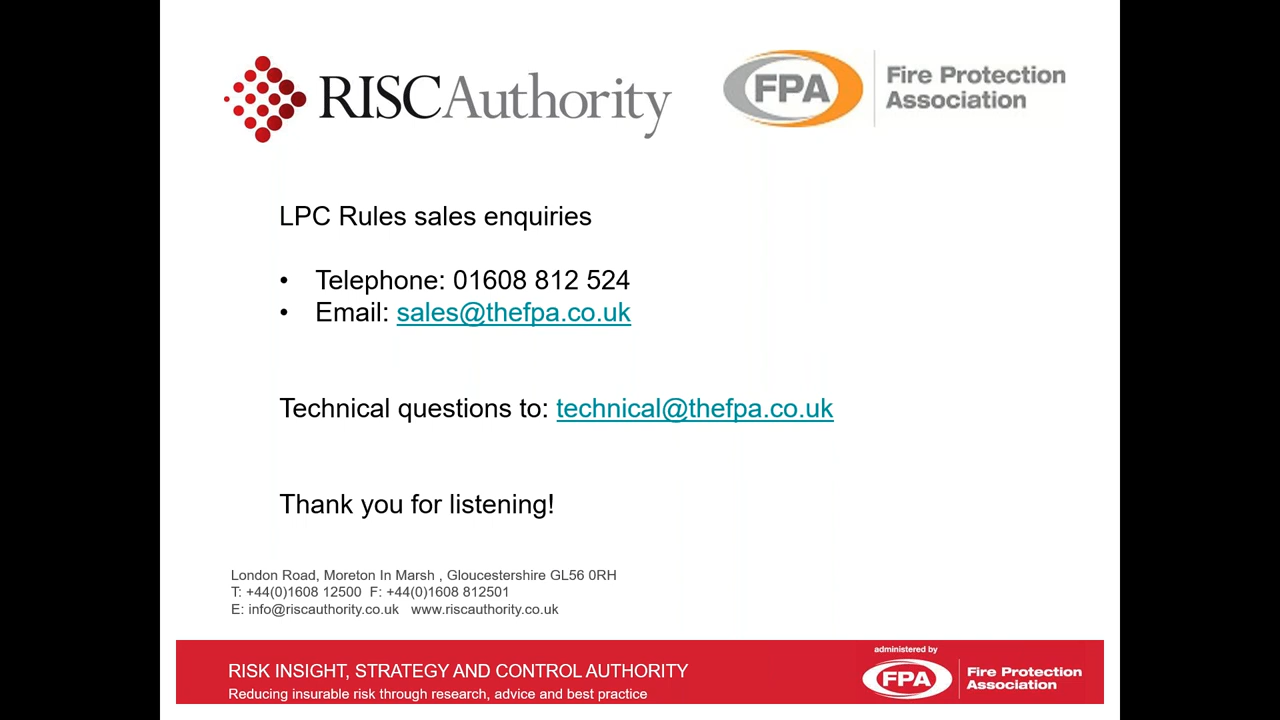 RISCAuthority
FPA
Fire Protection
Association
LPC Rules sales enquiries
• Telephone: 01608 812 524
• Email: sales@thefpa.co.uk
Technical questions to: technical@thefpa.co.uk
Thank you for listening!
London Road, Moreton In Marsh , Gloucestershire GL56 0RH
T: +44(0)1608 12500 F: +44(0)1608 812501
E: info@riscauthority.co.uk www.riscauthority.co.uk
RISK INSIGHT, STRATEGY AND CONTROL AUTHORITY
Reducing insurable risk through research, advice and best practice
administered by
FPA
Fire Protection
Association